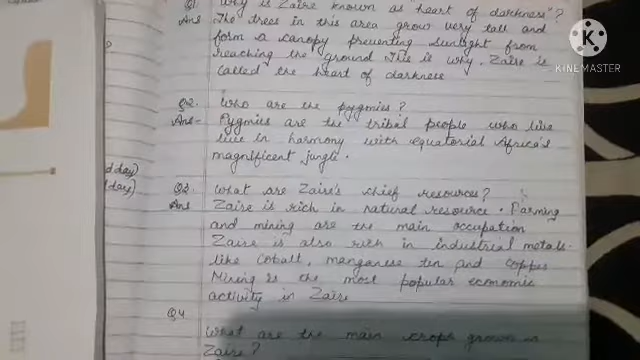 Q1. Why is Zaire known as heart of darkness"?
Ans The trees in this area grow very tall and
form a canopy preventing sunlight from
reaching the ground this is why. Zaire is
called the heart of darkness
KINEMASTER
Q2. Who are the pygmies?
Ans- Pygmies are the tribal people who live
live in harmony with equatorial Africa's
magnificent jungle.
d day)
(day)
Q3. What are Zaire's chief resources?
Ans Zaire is rich in natural resource. Farming
and mining are the main occupation
Zaire is also rich in industrial metals.
like Cobalt, manganese ten and copper
Mining is the most popular economic
activity in Zaire
Q4
What are the main crops grown in
Zaire?